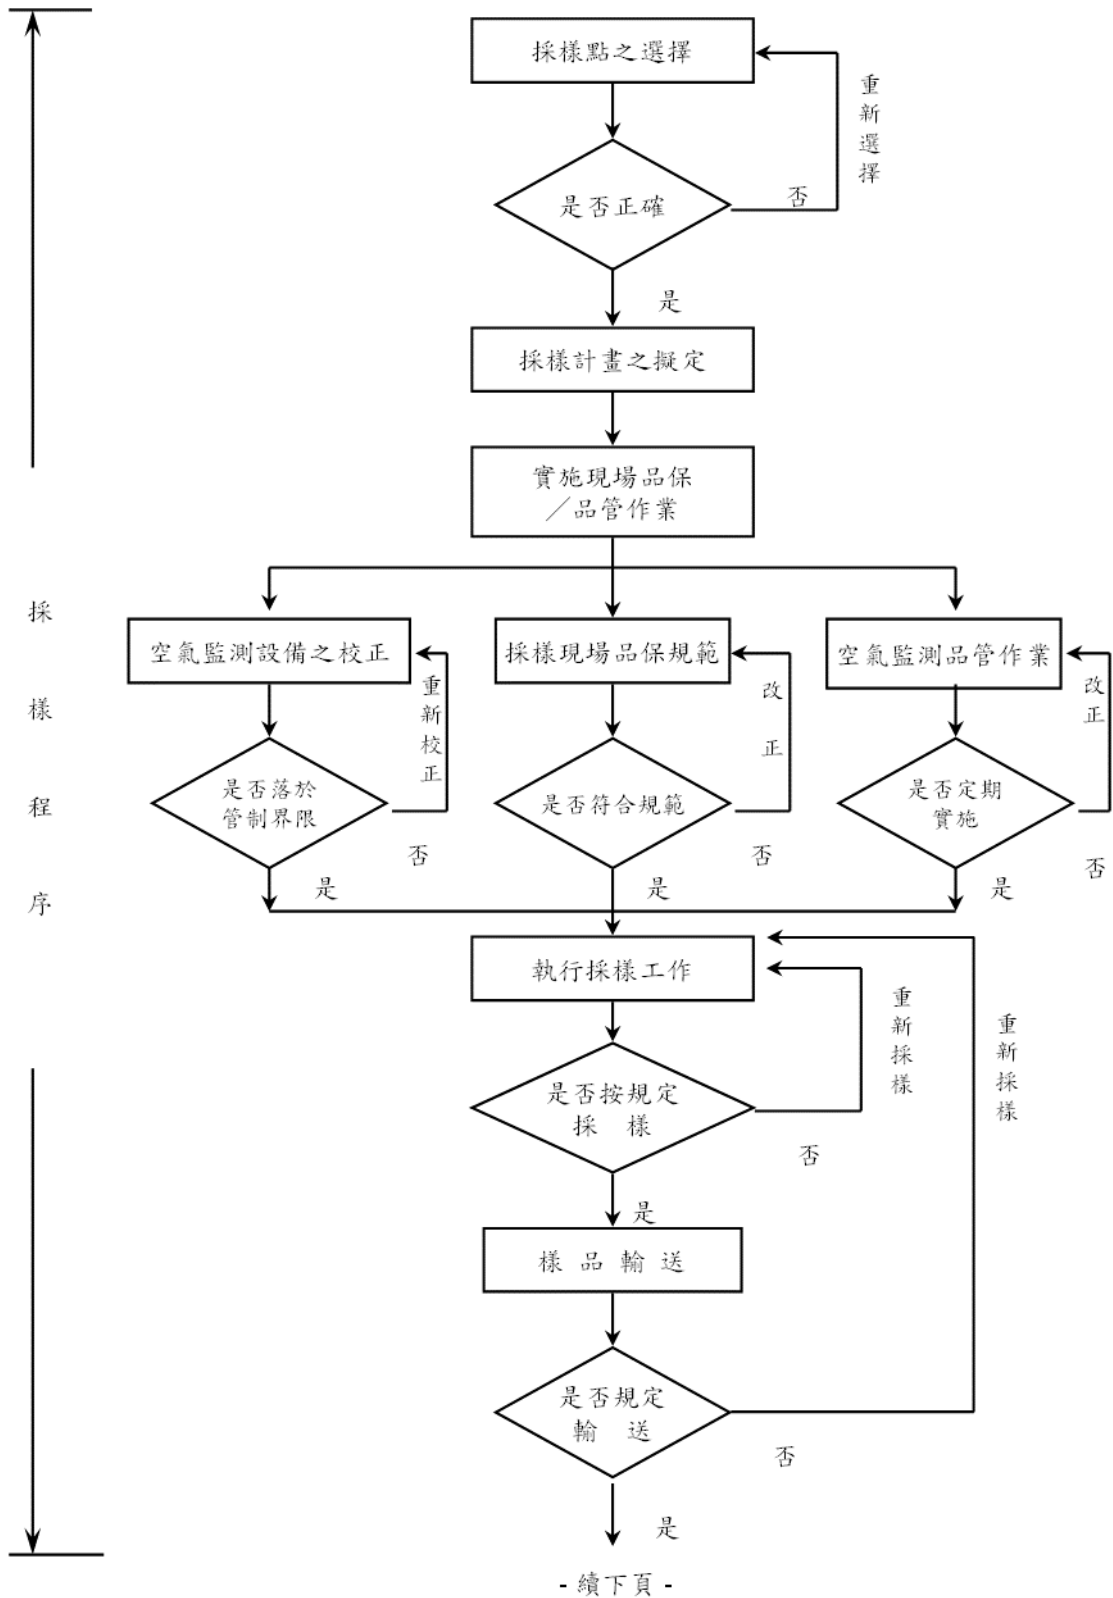 採樣點之選擇
重新選擇
是否正確
否
是
採樣計畫之擬定
實施現場品保
／品管作業
採樣程序
空氣監測設備之校正
重新校正
是否落於
管制界限
否
是
採樣現場品保規範
改正
是否符合規範
否
是
空氣監測品管作業
改正
是否定期
實施
否
是
執行採樣工作
重新採樣
重新採樣
是否按規定
採 樣
否
是
樣 品 輸 送
是否規定
輸 送
否
是
- 續下頁 -